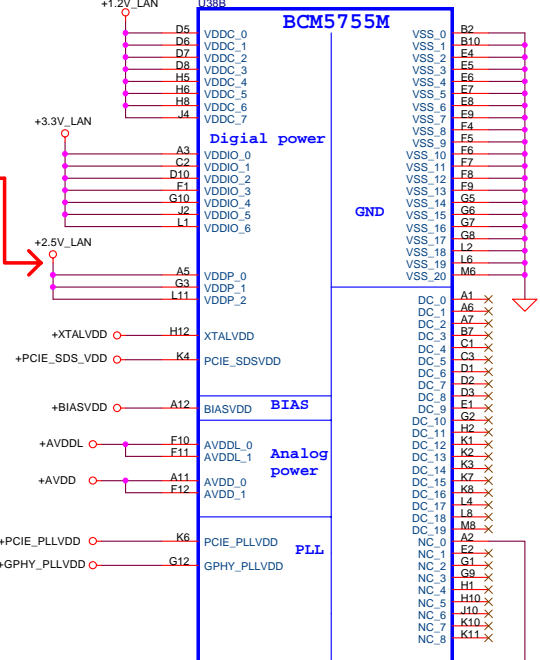 +1.2V_LAN
U38B
BCM5755M
D5 VDDC_0
D6 VDDC_1
D7 VDDC_2
D8 VDDC_3
H5 VDDC_4
H6 VDDC_5
H8 VDDC_6
J4 VDDC_7
+3.3V_LAN
Digial power
A3 VDDIO_0
C2 VDDIO_1
D10 VDDIO_2
F1 VDDIO_3
G10 VDDIO_4
J2 VDDIO_5
L1 VDDIO_6
+2.5V_LAN
A5 VDDP_0
G3 VDDP_1
L11 VDDP_2
+XTALVDD H12 XTALVDD
+PCIE_SDS_VDD K4 PCIE_SDSVDD
+BIASVDD A12 BIASVDD BIAS
+AVDDL F10 AVDDL_0
F11 AVDDL_1
Analog
power
+AVDD A11 AVDD_0
F12 AVDD_1
+PCIE_PLLVDD K6 PCIE_PLLVDD
PLL
+GPHY_PLLVDD G12 GPHY_PLLVDD
VSS_0 B2
VSS_1 B10
VSS_2 E4
VSS_3 E5
VSS_4 E6
VSS_5 E7
VSS_6 E8
VSS_7 E9
VSS_8 F4
VSS_9 F5
VSS_10 F6
VSS_11 F7
VSS_12 F8
VSS_13 F9
VSS_14 G5
GND
VSS_15 G6
VSS_16 G7
VSS_17 G8
VSS_18 L2
VSS_19 L6
VSS_20 M6
DC_0 A1
DC_1 A6
DC_2 A7
DC_3 B7
DC_4 C1
DC_5 C3
DC_6 D1
DC_7 D2
DC_8 D3
DC_9 E1
DC_10 G2
DC_11 H2
DC_12 K1
DC_13 K2
DC_14 K3
DC_15 K7
DC_16 K8
DC_17 L4
DC_18 L8
DC_19 M8
NC_0 A2
NC_1 E2
NC_2 G1
NC_3 G9
NC_4 H1
NC_5 H10
NC_6 J10
NC_7 K10
NC_8 K11